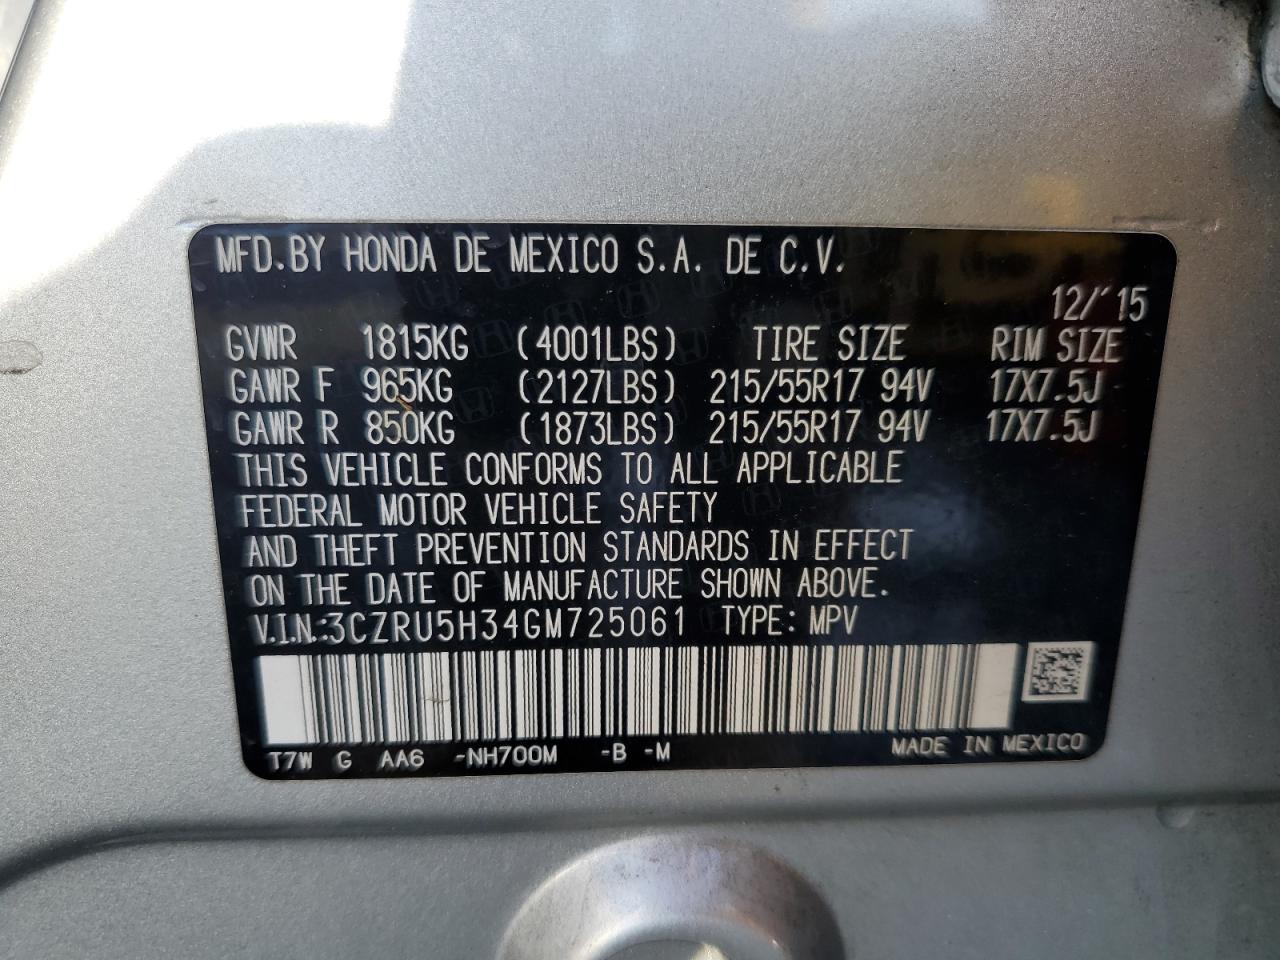 MFD.BY HONDA DE MEXICO S.A. DE C.V.
12/'15
GVWR 1815KG (4001LBS) TIRE SIZE RIM SIZE
GAWR F 965KG (2127LBS) 215/55R17 94V 17X7.5J
GAWR R 850KG (1873LBS) 215/55R17 94V 17X7.5J
THIS VEHICLE CONFORMS TO ALL APPLICABLE
FEDERAL MOTOR VEHICLE SAFETY
AND THEFT PREVENTION STANDARDS IN EFFECT
ON THE DATE OF MANUFACTURE SHOWN ABOVE.
V.I.N.:3CZRU5H34GM725061 TYPE: MPV
T7W G AA6 -NH700M -B -M MADE IN MEXICO